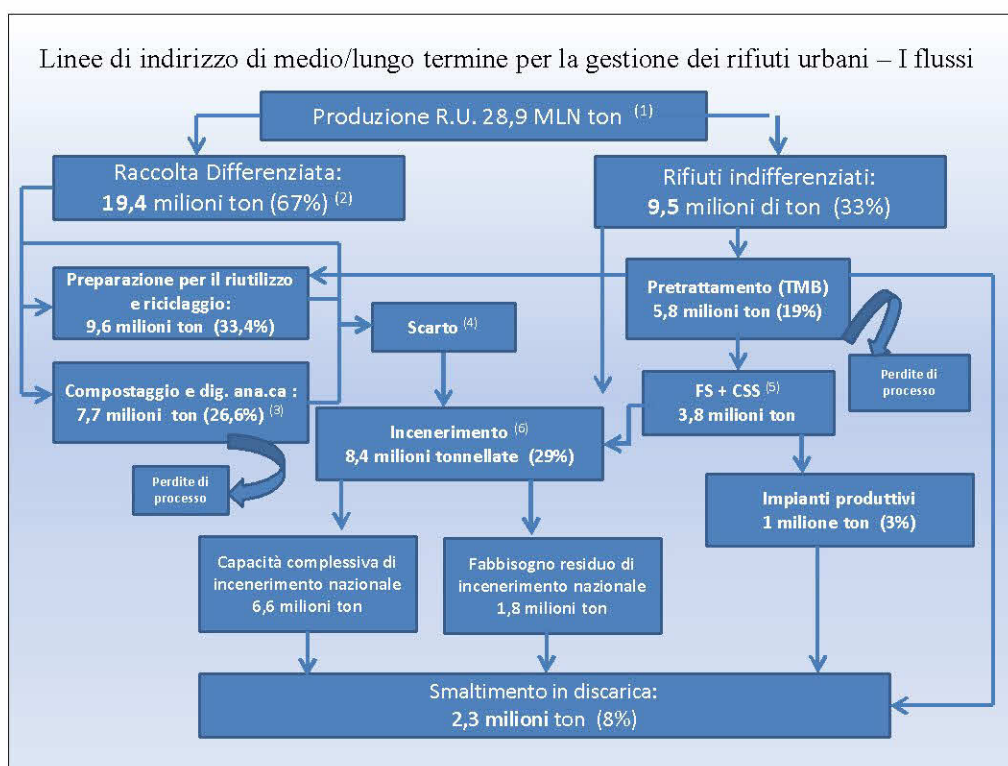 Linee di indirizzo di medio/lungo termine per la gestione dei rifiuti urbani – I flussi
Produzione R.U. 28,9 MLN ton (1)
Raccolta Differenziata:
19,4 milioni ton (67%) (2)
Rifiuti indifferenziati:
9,5 milioni di ton (33%)
Preparazione per il riutilizzo
e riciclaggio:
9,6 milioni ton (33,4%)
Scarto (4)
Pretrattamento (TMB)
5,8 milioni ton (19%)
Perdite di
processo
Compostaggio e dig. ana.ca :
7,7 milioni ton (26,6%) (3)
FS + CSS (5)
3,8 milioni ton
Incenerimento (6)
8,4 milioni tonnellate (29%)
Perdite di
processo
Impianti produttivi
1 milione ton (3%)
Capacità complessiva di
incenerimento nazionale
6,6 milioni ton
Fabbisogno residuo di
incenerimento nazionale
1,8 milioni ton
Smaltimento in discarica:
2,3 milioni ton (8%)